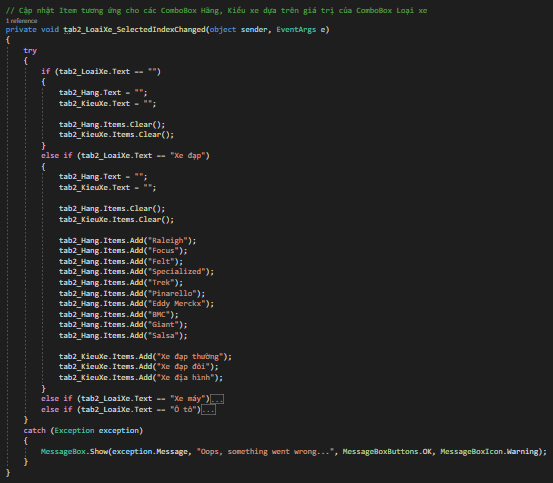 // Cập nhật Item tương ứng cho các ComboBox Hãng, Kiểu xe dựa trên giá trị của ComboBox Loại xe
1 reference
private void tab2_LoaiXe_SelectedIndexChanged(object sender, EventArgs e)
{
try
{
if (tab2_LoaiXe.Text == "")
{
tab2_Hang.Text = "";
tab2_KieuXe.Text = "";
tab2_Hang.Items.Clear();
tab2_KieuXe.Items.Clear();
}
else if (tab2_LoaiXe.Text == "Xe đạp")
{
tab2_Hang.Text = "";
tab2_KieuXe.Text = "";
tab2_Hang.Items.Clear();
tab2_KieuXe.Items.Clear();
tab2_Hang.Items.Add("Raleigh");
tab2_Hang.Items.Add("Focus");
tab2_Hang.Items.Add("Felt");
tab2_Hang.Items.Add("Specialized");
tab2_Hang.Items.Add("Trek");
tab2_Hang.Items.Add("Pinarello");
tab2_Hang.Items.Add("Eddy Merckx");
tab2_Hang.Items.Add("BMC");
tab2_Hang.Items.Add("Giant");
tab2_Hang.Items.Add("Salsa");
tab2_KieuXe.Items.Add("Xe đạp thường");
tab2_KieuXe.Items.Add("Xe đạp đôi");
tab2_KieuXe.Items.Add("Xe địa hình");
}
else if (tab2_LoaiXe.Text == "Xe máy")...
else if (tab2_LoaiXe.Text == "Ô tô")...
}
catch (Exception exception)
{
MessageBox.Show(exception.Message, "Oops, something went wrong...", MessageBoxButtons.OK, MessageBoxIcon.Warning);
}
}